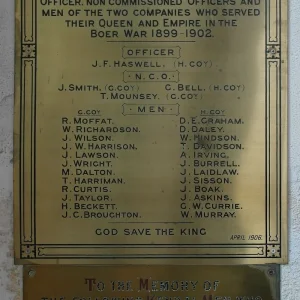 OFFICER, NON COMMISSIONED OFFICERS AND
MEN OF THE TWO COMPANIES WHO SERVED
THEIR QUEEN AND EMPIRE IN THE
BOER WAR 1899-1902.
OFFICER
J. F. HASWELL. (H. COY)
N.C.O.
J. SMITH, (G. COY) G. BELL, (H. COY)
T. MOUNSEY, (G. COY)
MEN
G. COY H. COY
R. MOFFAT. D. E. GRAHAM.
W. RICHARDSON. D. DALEY.
J. WILSON. W. HINDSON.
J. W. HARRISON. T. DAVIDSON.
J. LAWSON. A. IRVING.
J. WRIGHT. J. BURRELL.
M. DALTON. J. LAIDLAW.
T. HARRIMAN. J. SISSON.
R. CURTIS. J. BOAK.
J. TAYLOR. J. ASKINS.
H. BECKETT. G. W. CURRIE.
J. C. BROUGHTON. W. MURRAY.
GOD SAVE THE KING
APRIL 1906.
TO THE MEMORY OF